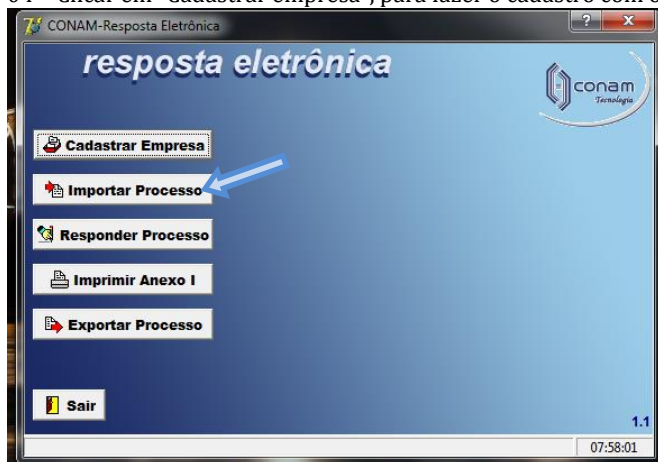 CONAM-Resposta Eletrônica
resposta eletrônica
conam
Tecnologia
Cadastrar Empresa
Importar Processo
Responder Processo
Imprimir Anexo I
Exportar Processo
Sair
1.1
07:58:01